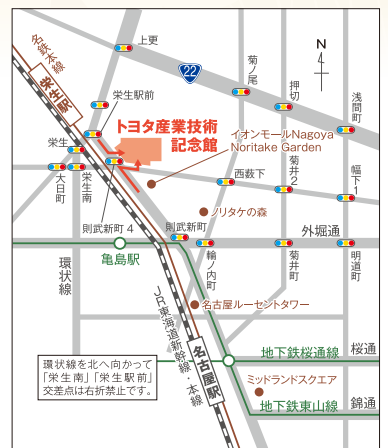 上更
N
名鉄本線
22
菊ノ尾
押切
浅間町
栄生駅
栄生駅前
トヨタ産業技術
記念館
イオンモールNagoya
Noritake Garden
栄生
大日町
栄生南
西薮下
菊井2
幅下1
則武新町4
ノリタケの森
則武新町
外堀通
亀島駅
環状線
輪ノ内町
菊井町
明道町
JR東海道新幹線・本線
名古屋ルーセントタワー
名古屋駅
地下鉄桜通線
桜通
環状線を北へ向かって
「栄生南」「栄生駅前」
交差点は右折禁止です。
ミッドランドスクエア
地下鉄東山線
錦通